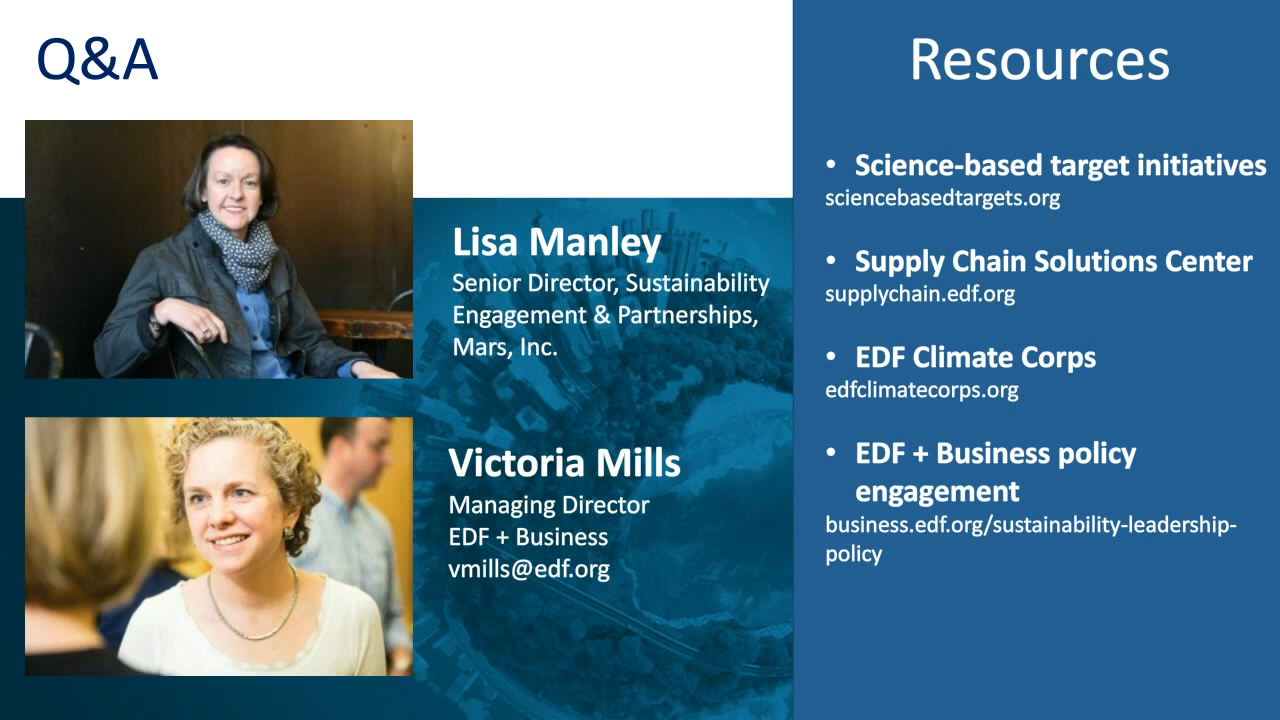 Q&A
Lisa Manley
Senior Director, Sustainability
Engagement & Partnerships,
Mars, Inc.
Victoria Mills
Managing Director
EDF + Business
vmills@edf.org
Resources
• Science-based target initiatives
sciencebasedtargets.org
• Supply Chain Solutions Center
supplychain.edf.org
• EDF Climate Corps
edfclimatecorps.org
• EDF + Business policy
engagement
business.edf.org/sustainability-leadership-
policy